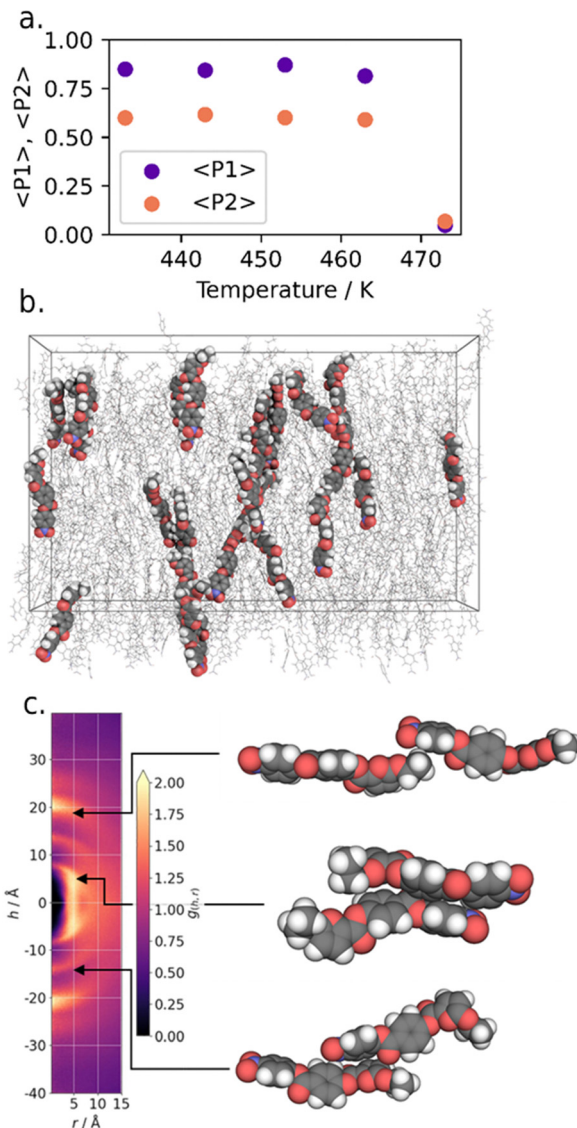 a.
1.00
0.75
0.50
0.25
0.00
<P1>, <P2>
<P1>
<P2>
440 450 460 470
Temperature / K
b.
c.
30
20
10
0
-10
-20
-30
-40
h / Å
0 5 10 15
r / Å
2.00
1.75
1.50
1.25
1.00
0.75
0.50
0.25
0.00
g(h,r)